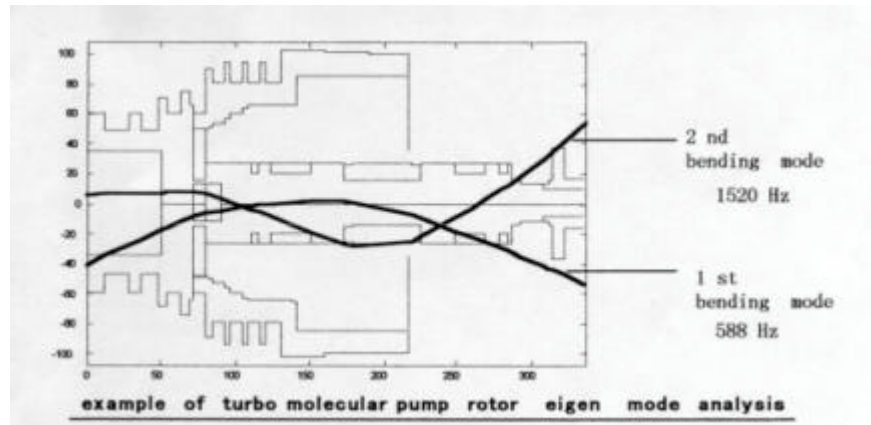 100
80
60
40
20
0
-20
-40
-60
-80
-100
0 50 100 150 200 250 300
2 nd
bending mode
1520 Hz
1 st
bending mode
588 Hz
example of turbo molecular pump rotor eigen mode analysis